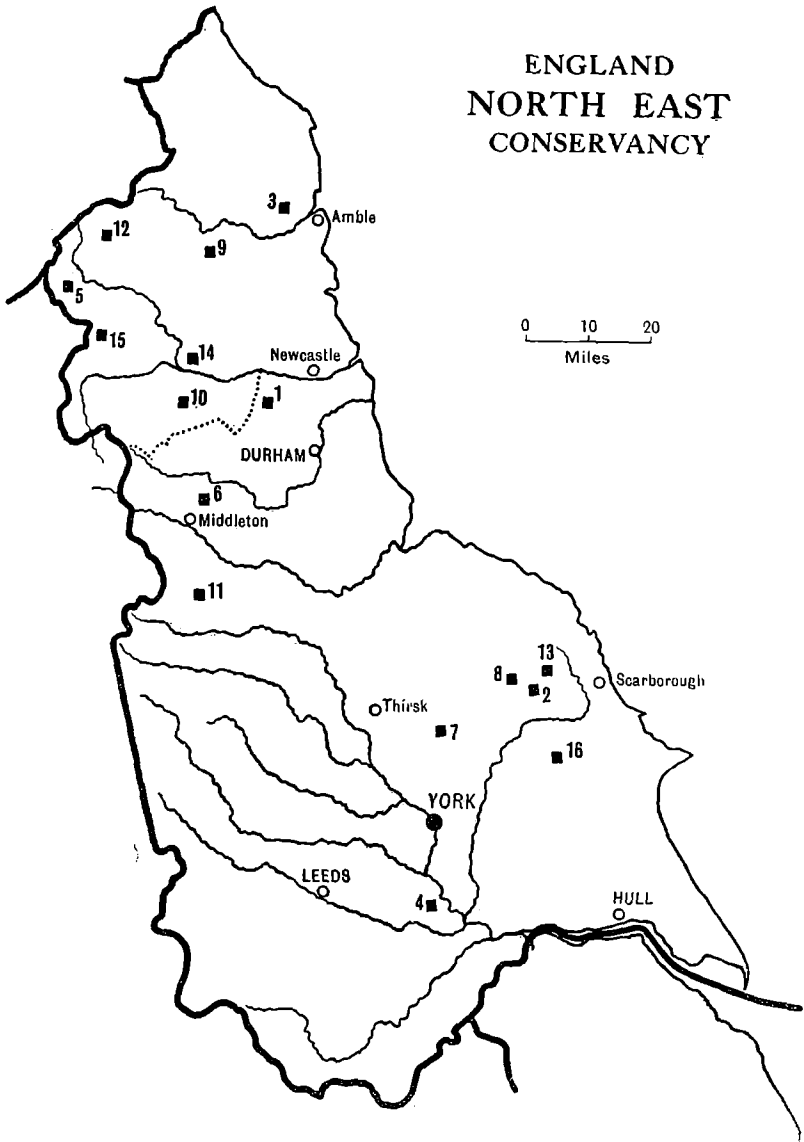 ENGLAND
NORTH EAST
CONSERVANCY
3
Amble
12
9
5
0 10 20
Miles
15
14
Newcastle
10
1
DURHAM
6
Middleton
11
13
8
2
Scarborough
Thirsk
7
16
YORK
LEEDS
4
HULL